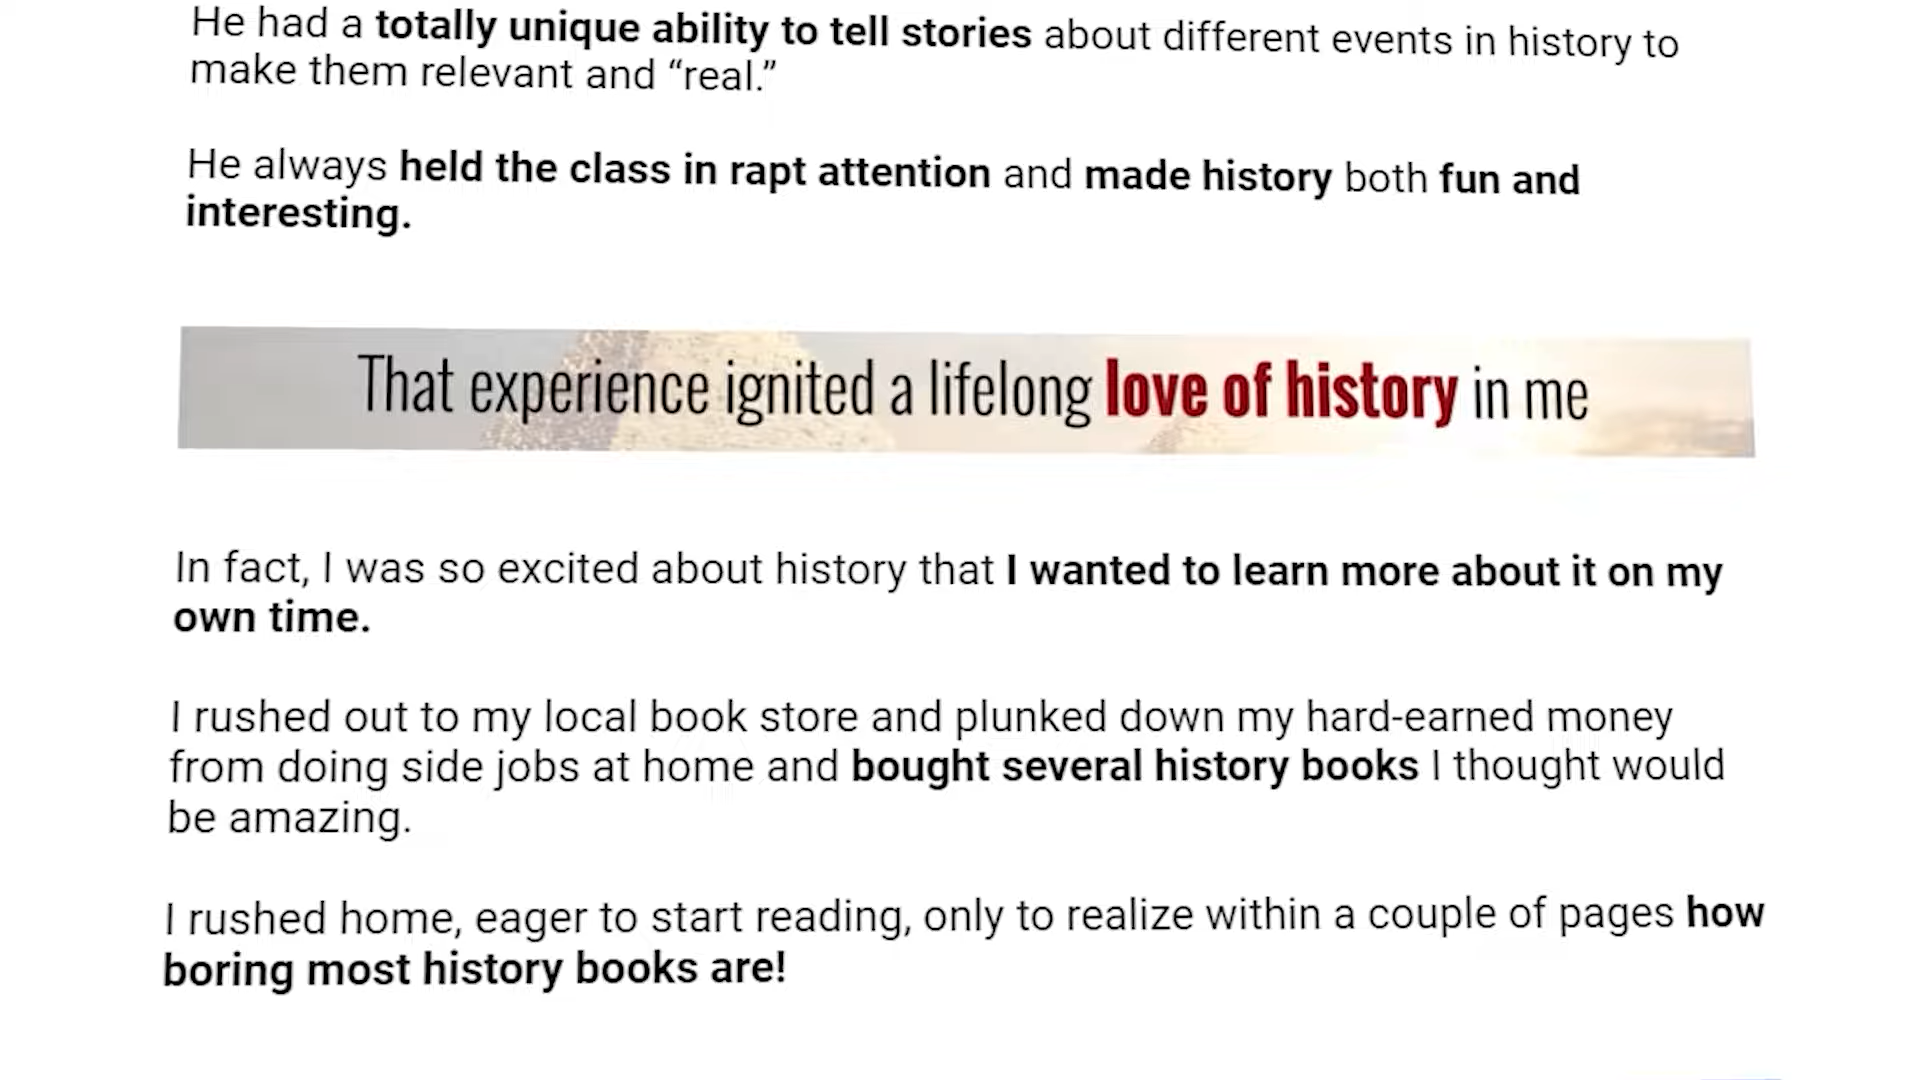 He had a totally unique ability to tell stories about different events in history to
make them relevant and “real.”
He always held the class in rapt attention and made history both fun and
interesting.
That experience ignited a lifelong love of history in me
In fact, I was so excited about history that I wanted to learn more about it on my
own time.
I rushed out to my local book store and plunked down my hard-earned money
from doing side jobs at home and bought several history books I thought would
be amazing.
I rushed home, eager to start reading, only to realize within a couple of pages how
boring most history books are!